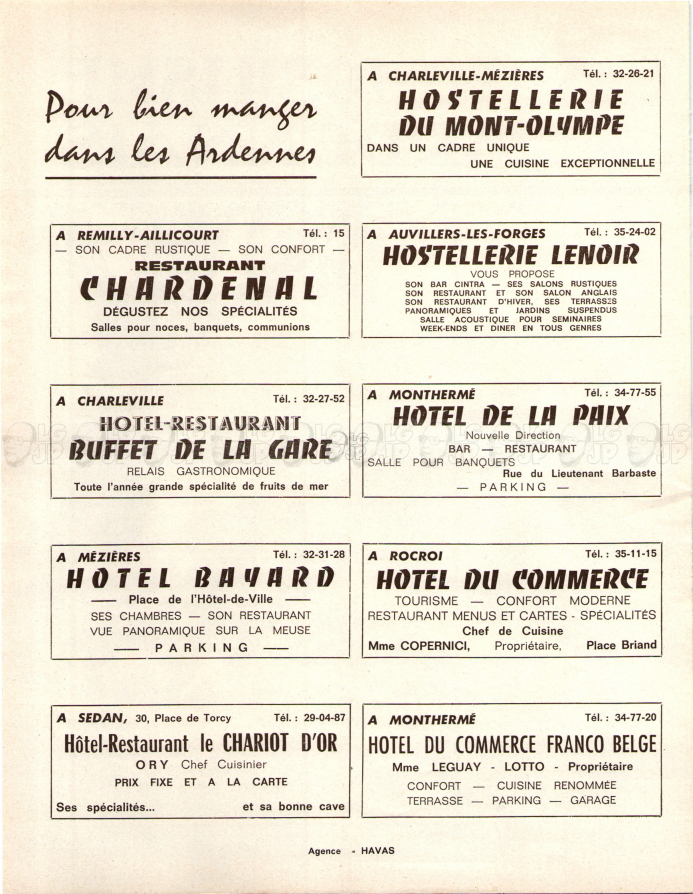 Pour bien manger
dans les Ardennes
A CHARLEVILLE-MÉZIÈRES Tél. : 32-26-21
HOSTELLERIE
DU MONT-OLYMPE
DANS UN CADRE UNIQUE
UNE CUISINE EXCEPTIONNELLE
A REMILLY-AILLICOURT Tél. : 15
— SON CADRE RUSTIQUE — SON CONFORT —
RESTAURANT
CHARDENAL
DÉGUSTEZ NOS SPÉCIALITÉS
Salles pour noces, banquets, communions
A AUVILLERS-LES-FORGES Tél. : 35-24-02
HOSTELLERIE LENOIR
VOUS PROPOSE
SON BAR CINTRA — SES SALONS RUSTIQUES
SON RESTAURANT ET SON SALON ANGLAIS
SON RESTAURANT D'HIVER, SES TERRASSES
PANORAMIQUES ET JARDINS SUSPENDUS
SALLE ACOUSTIQUE POUR SEMINAIRES
WEEK-ENDS ET DINER EN TOUS GENRES
A CHARLEVILLE Tél. : 32-27-52
HOTEL-RESTAURANT
BUFFET DE LA GARE
RELAIS GASTRONOMIQUE
Toute l'année grande spécialité de fruits de mer
A MONTHERMÉ Tél. : 34-77-55
HOTEL DE LA PAIX
Nouvelle Direction
BAR — RESTAURANT
SALLE POUR BANQUETS
Rue du Lieutenant Barbaste
— PARKING —
A MÉZIÈRES Tél. : 32-31-28
HOTEL BAYARD
—— Place de l'Hôtel-de-Ville ——
SES CHAMBRES — SON RESTAURANT
VUE PANORAMIQUE SUR LA MEUSE
—— PARKING ——
A ROCROI Tél. : 35-11-15
HOTEL DU COMMERCE
TOURISME — CONFORT MODERNE
RESTAURANT MENUS ET CARTES - SPÉCIALITÉS
Chef de Cuisine
Mme COPERNICI, Propriétaire, Place Briand
A SEDAN, 30, Place de Torcy Tél. : 29-04-87
Hôtel-Restaurant le CHARIOT D'OR
ORY Chef Cuisinier
PRIX FIXE ET A LA CARTE
Ses spécialités... et sa bonne cave
A MONTHERMÉ Tél. : 34-77-20
HOTEL DU COMMERCE FRANCO BELGE
Mme LEGUAY - LOTTO - Propriétaire
CONFORT — CUISINE RENOMMÉE
TERRASSE — PARKING — GARAGE
Agence - HAVAS